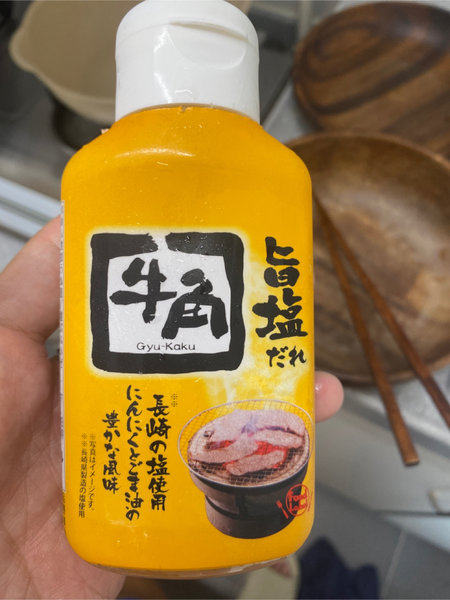 牛角
Gyu-Kaku
旨塩
だれ
※※
長崎の塩使用
にんにくとごま油の
豊かな風味
※写真はイメージです。
※※長崎県製造の塩使用